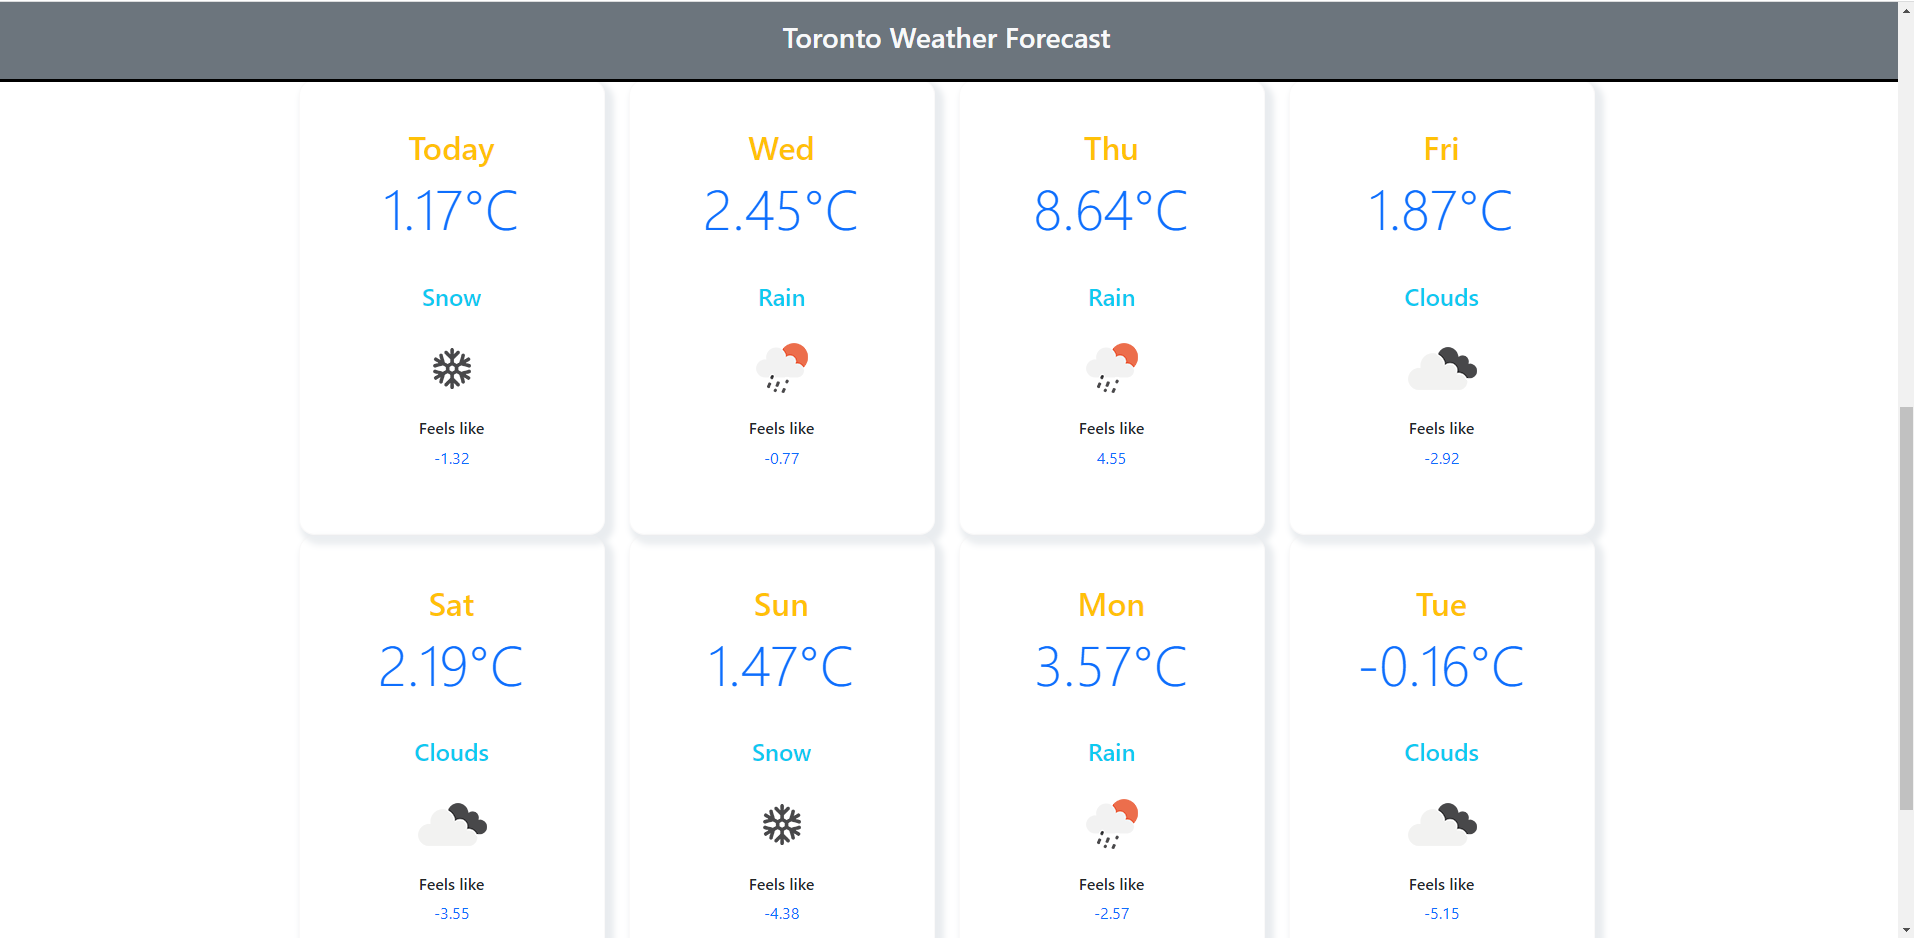 Toronto Weather Forecast
Today
1.17°C
Snow
Feels like
-1.32
Wed
2.45°C
Rain
Feels like
-0.77
Thu
8.64°C
Rain
Feels like
4.55
Fri
1.87°C
Clouds
Feels like
-2.92
Sat
2.19°C
Clouds
Feels like
-3.55
Sun
1.47°C
Snow
Feels like
-4.38
Mon
3.57°C
Rain
Feels like
-2.57
Tue
-0.16°C
Clouds
Feels like
-5.15